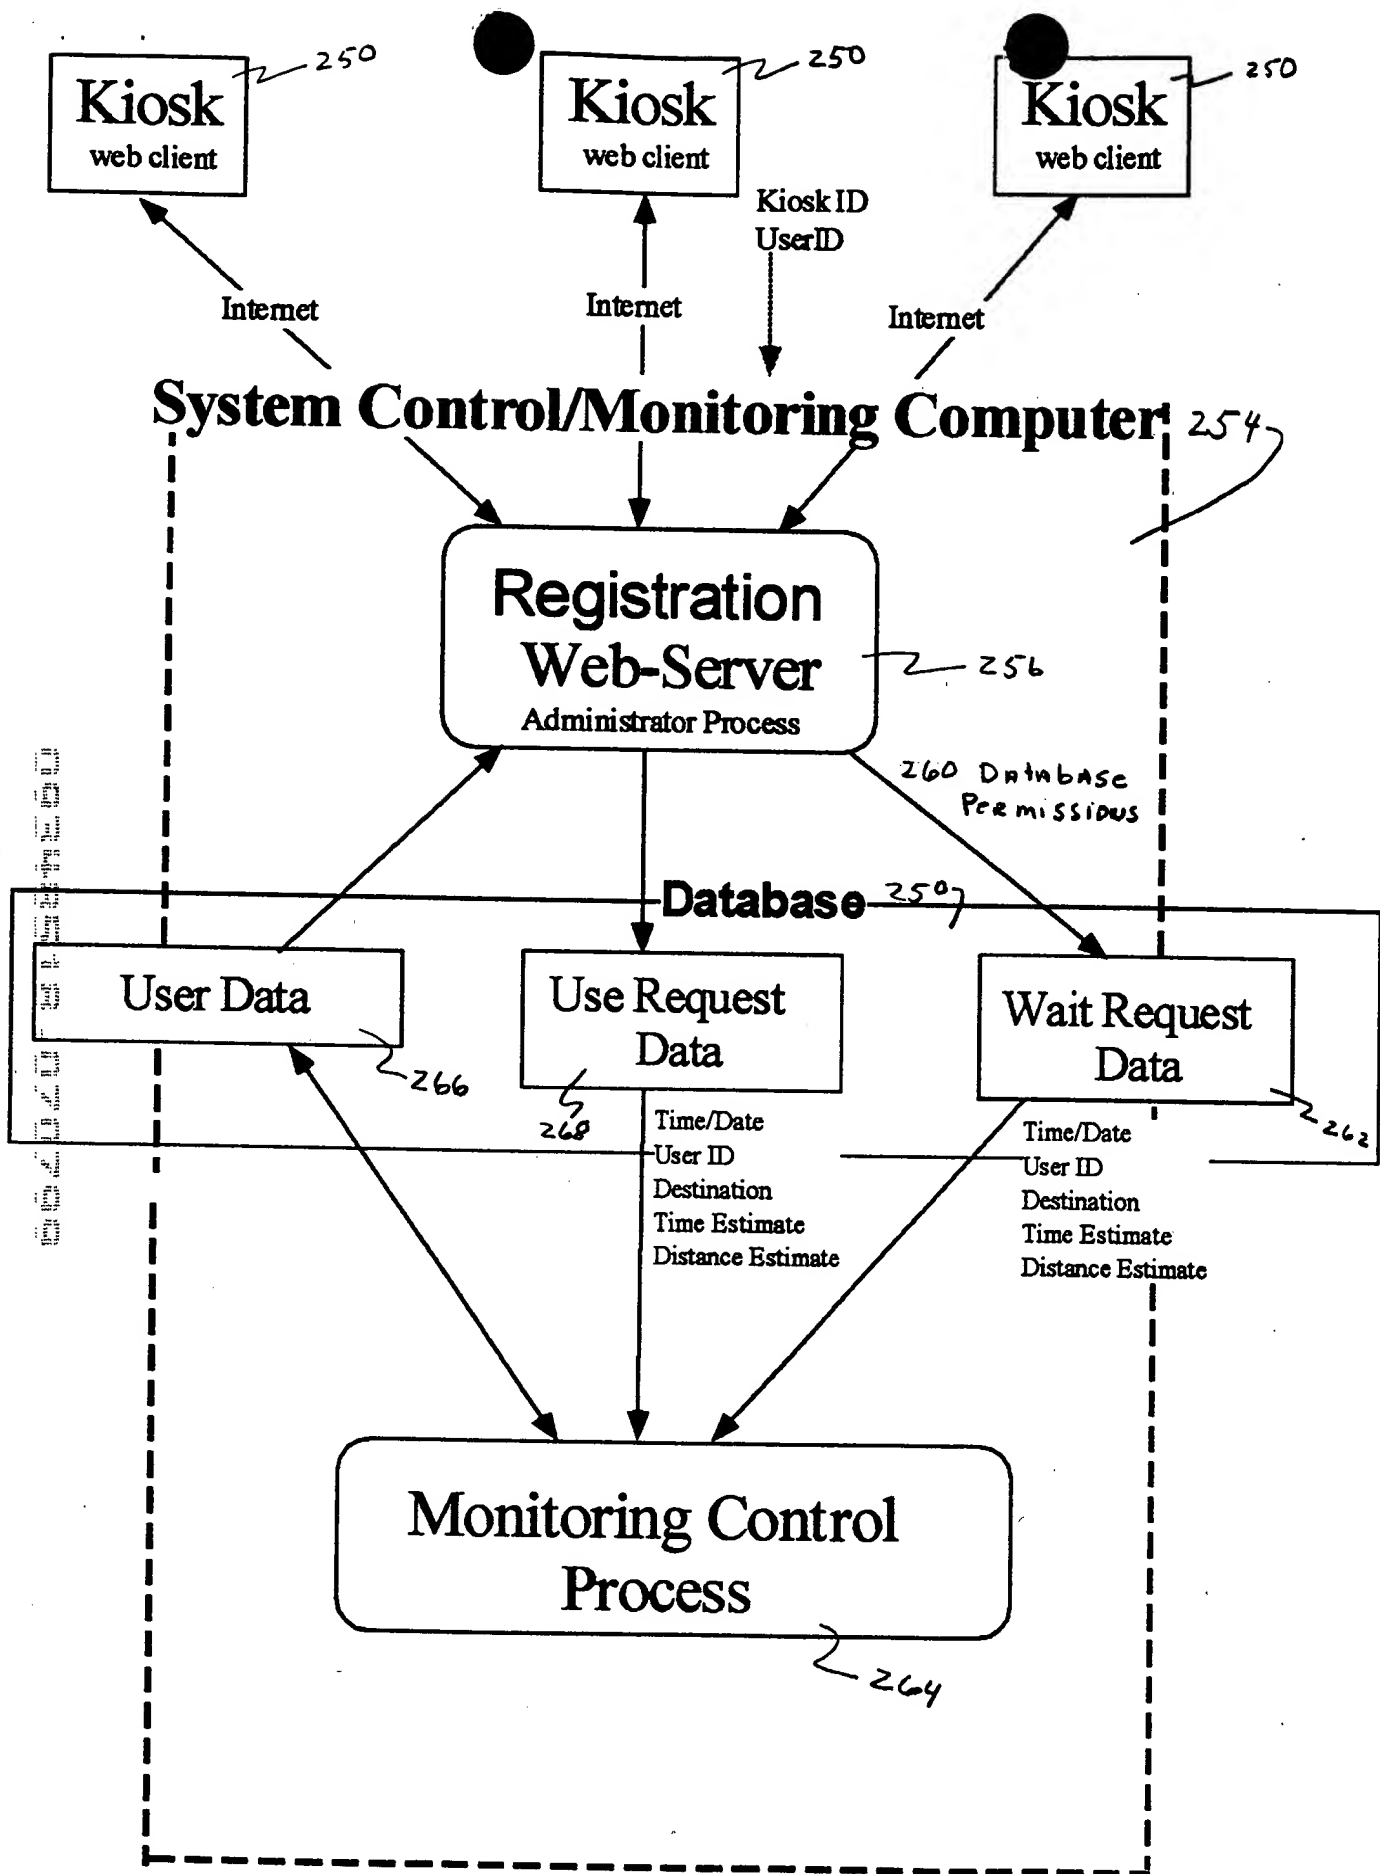 250
250
250
Kiosk
web client
Kiosk
web client
Kiosk
web client
Kiosk ID
UserID
Internet
Internet
Internet
System Control/Monitoring Computer
254
Registration
Web-Server
Administrator Process
256
260 Database
Permissions
Database
250
User Data
266
Use Request
Data
268
Wait Request
Data
262
Time/Date
User ID
Destination
Time Estimate
Distance Estimate
Time/Date
User ID
Destination
Time Estimate
Distance Estimate
Monitoring Control
Process
264